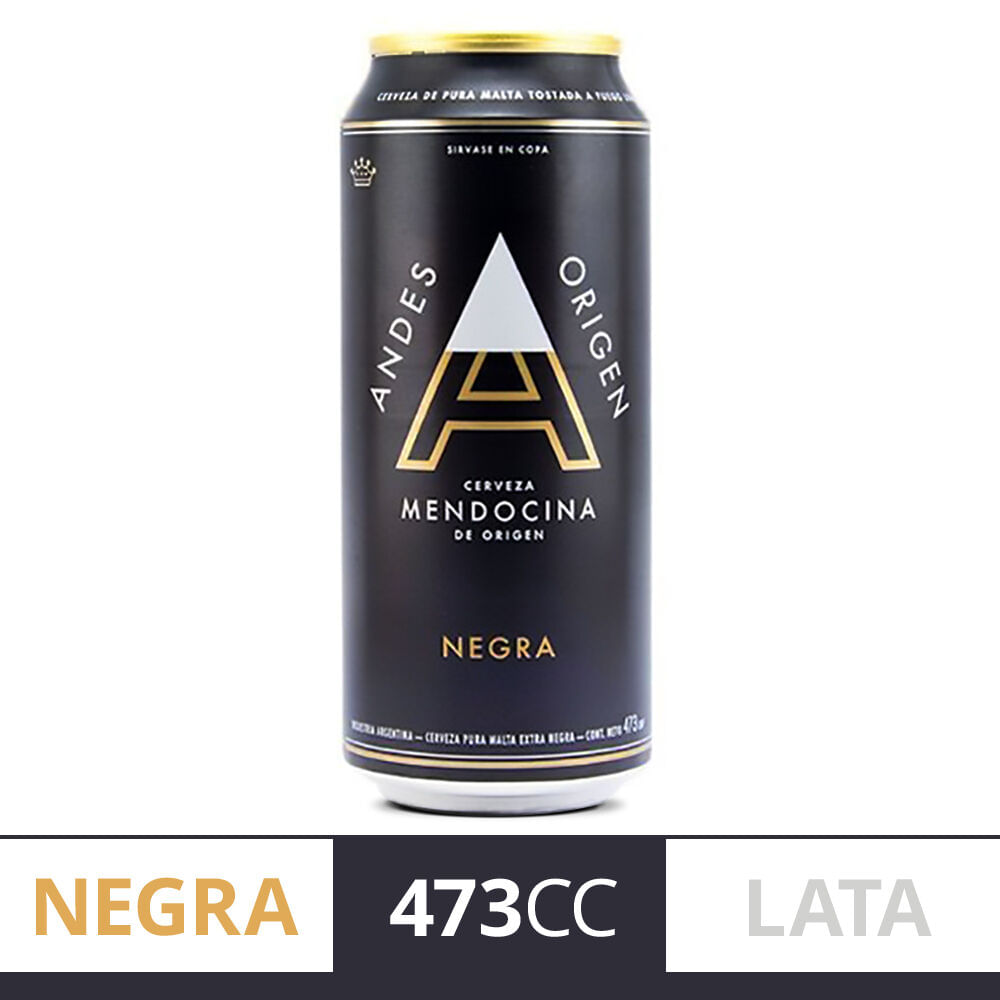 CERVEZA DE PURA MALTA TOSTADA A FUEGO
SIRVASE EN COPA
ANDES
ORIGEN
CERVEZA
MENDOCINA
DE ORIGEN
NEGRA
INDUSTRIA ARGENTINA – CERVEZA PURA MALTA EXTRA NEGRA – CONT. NETO 473 cm³
NEGRA 473CC LATA